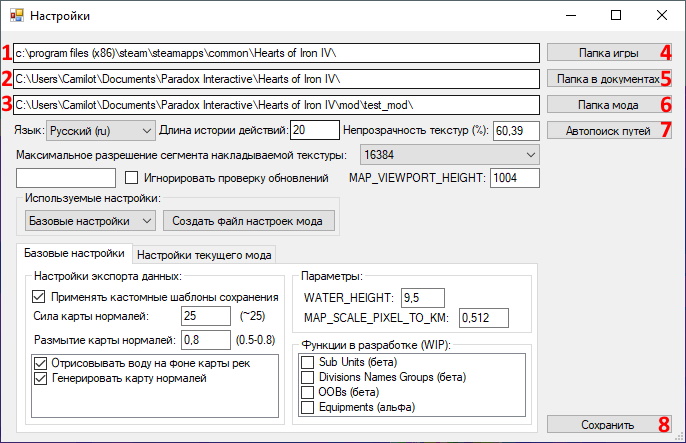 Настройки
1 c:\program files (x86)\steam\steamapps\common\Hearts of Iron IV\ Папка игры 4
2 C:\Users\Camilot\Documents\Paradox Interactive\Hearts of Iron IV\ Папка в документах 5
3 C:\Users\Camilot\Documents\Paradox Interactive\Hearts of Iron IV\mod\test_mod\ Папка мода 6
Язык: Русский (ru) Длина истории действий: 20 Непрозрачность текстур (%): 60,39 Автопоиск путей 7
Максимальное разрешение сегмента накладываемой текстуры: 16384
Игнорировать проверку обновлений MAP_VIEWPORT_HEIGHT: 1004
Используемые настройки:
Базовые настройки Создать файл настроек мода
Базовые настройки Настройки текущего мода
Настройки экспорта данных:
Применять кастомные шаблоны сохранения
Сила карты нормалей: 25 (~25)
Размытие карты нормалей: 0,8 (0.5-0.8)
Отрисовывать воду на фоне карты рек
Генерировать карту нормалей
Параметры:
WATER_HEIGHT: 9,5
MAP_SCALE_PIXEL_TO_KM: 0,512
Функции в разработке (WIP):
Sub Units (бета)
Divisions Names Groups (бета)
OOBs (бета)
Equipments (альфа)
Сохранить 8